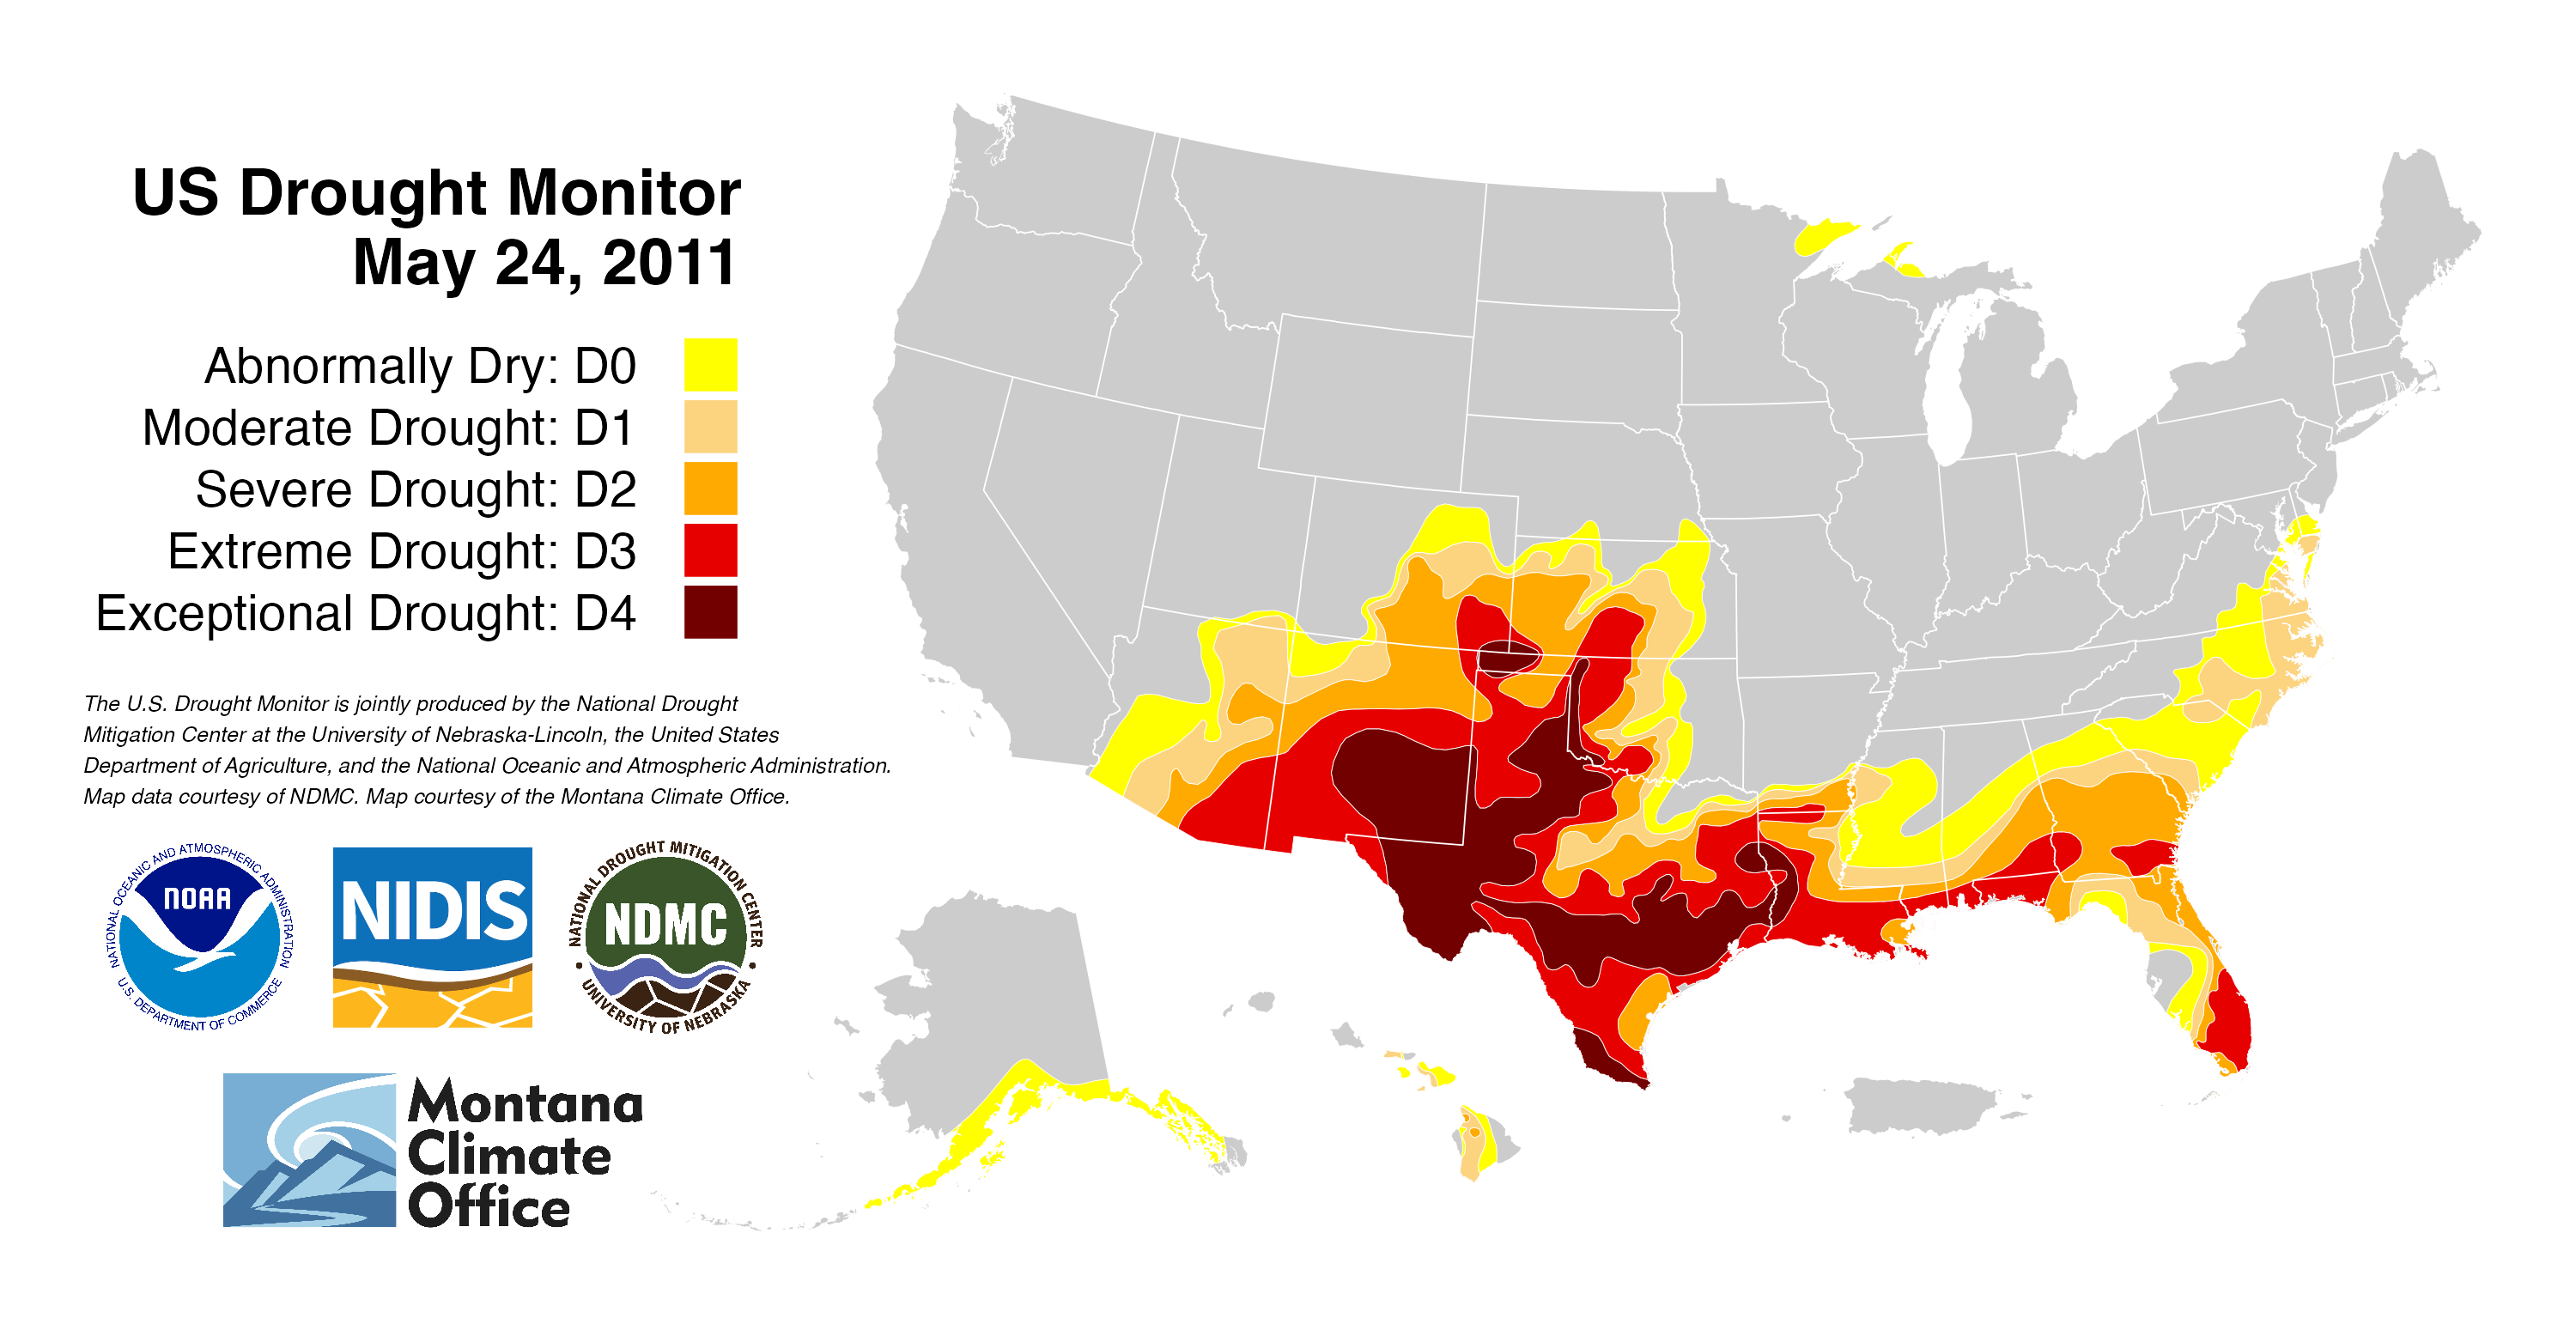 US Drought Monitor
May 24, 2011
Abnormally Dry: D0
Moderate Drought: D1
Severe Drought: D2
Extreme Drought: D3
Exceptional Drought: D4
The U.S. Drought Monitor is jointly produced by the National Drought
Mitigation Center at the University of Nebraska-Lincoln, the United States
Department of Agriculture, and the National Oceanic and Atmospheric Administration.
Map data courtesy of NDMC. Map courtesy of the Montana Climate Office.
NATIONAL OCEANIC AND ATMOSPHERIC ADMINISTRATION
NOAA
U.S. DEPARTMENT OF COMMERCE
NIDIS
NATIONAL DROUGHT MITIGATION CENTER
NDMC
UNIVERSITY OF NEBRASKA
Montana
Climate
Office